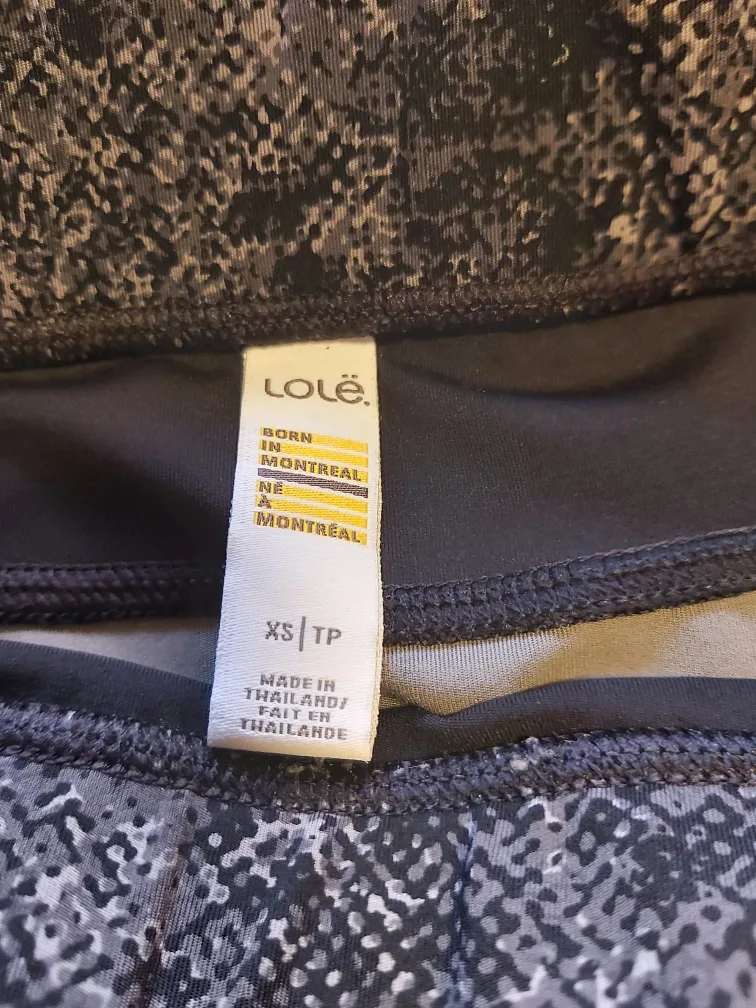 Lolë.
BORN
IN
MONTREAL
NÉ
À
MONTRÉAL
XS | TP
MADE IN
THAILAND/
FAIT EN
THAILANDE